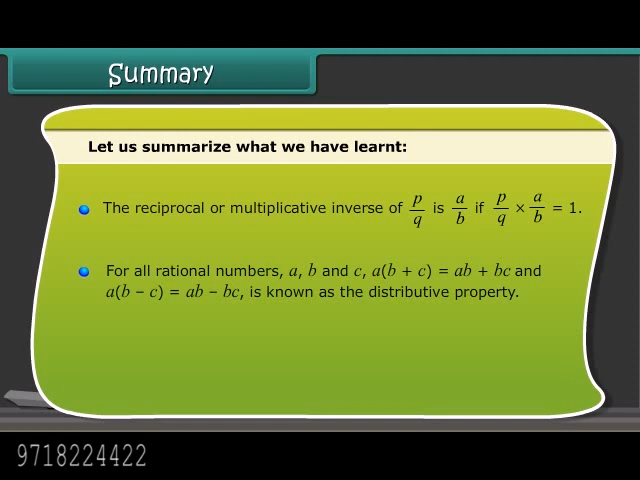 Summary
Let us summarize what we have learnt:
The reciprocal or multiplicative inverse of p/q is a/b if p/q × a/b = 1.
For all rational numbers, a, b and c, a(b + c) = ab + bc and
a(b – c) = ab – bc, is known as the distributive property.
9718224422